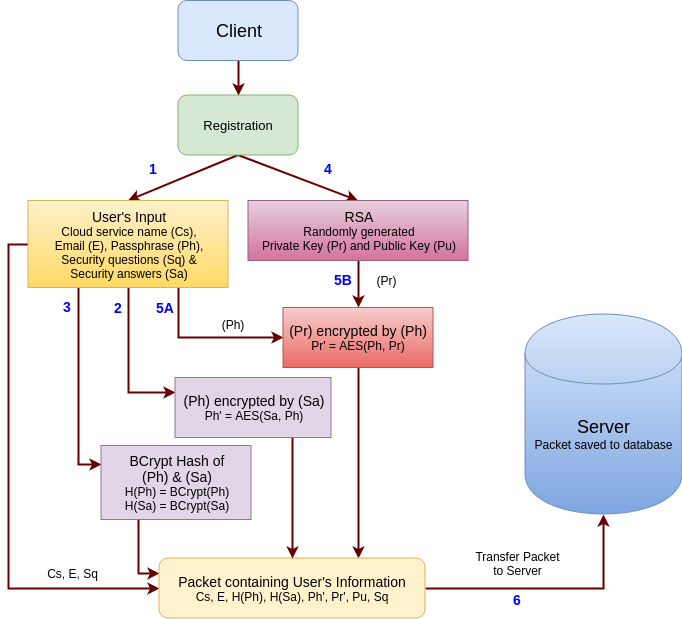 Client
Registration
1
4
User's Input
Cloud service name (Cs),
Email (E), Passphrase (Ph),
Security questions (Sq) &
Security answers (Sa)
RSA
Randomly generated
Private Key (Pr) and Public Key (Pu)
3
2
5A
5B
(Pr)
(Ph)
(Pr) encrypted by (Ph)
Pr' = AES(Ph, Pr)
(Ph) encrypted by (Sa)
Ph' = AES(Sa, Ph)
BCrypt Hash of
(Ph) & (Sa)
H(Ph) = BCrypt(Ph)
H(Sa) = BCrypt(Sa)
Server
Packet saved to database
Cs, E, Sq
Packet containing User's Information
Cs, E, H(Ph), H(Sa), Ph', Pr', Pu, Sq
Transfer Packet
to Server
6